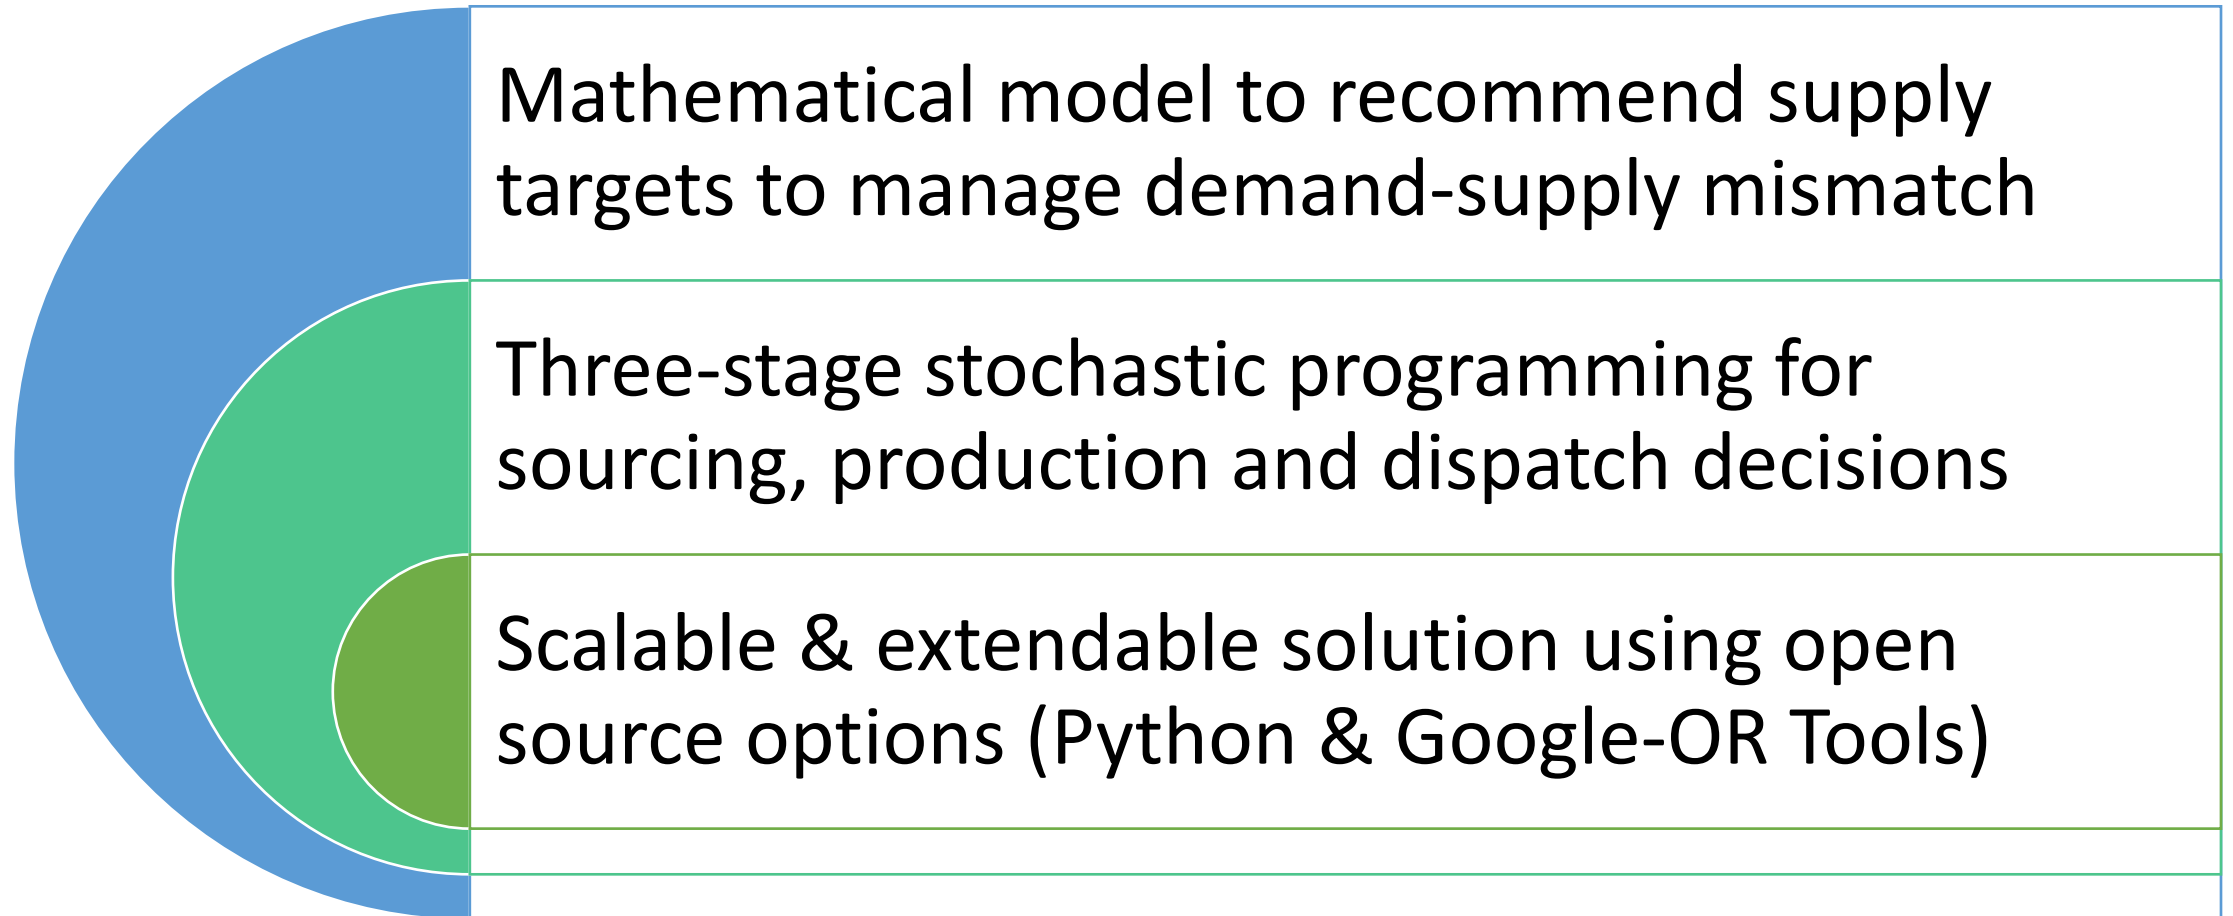 Mathematical model to recommend supply
targets to manage demand-supply mismatch
Three-stage stochastic programming for
sourcing, production and dispatch decisions
Scalable & extendable solution using open
source options (Python & Google-OR Tools)